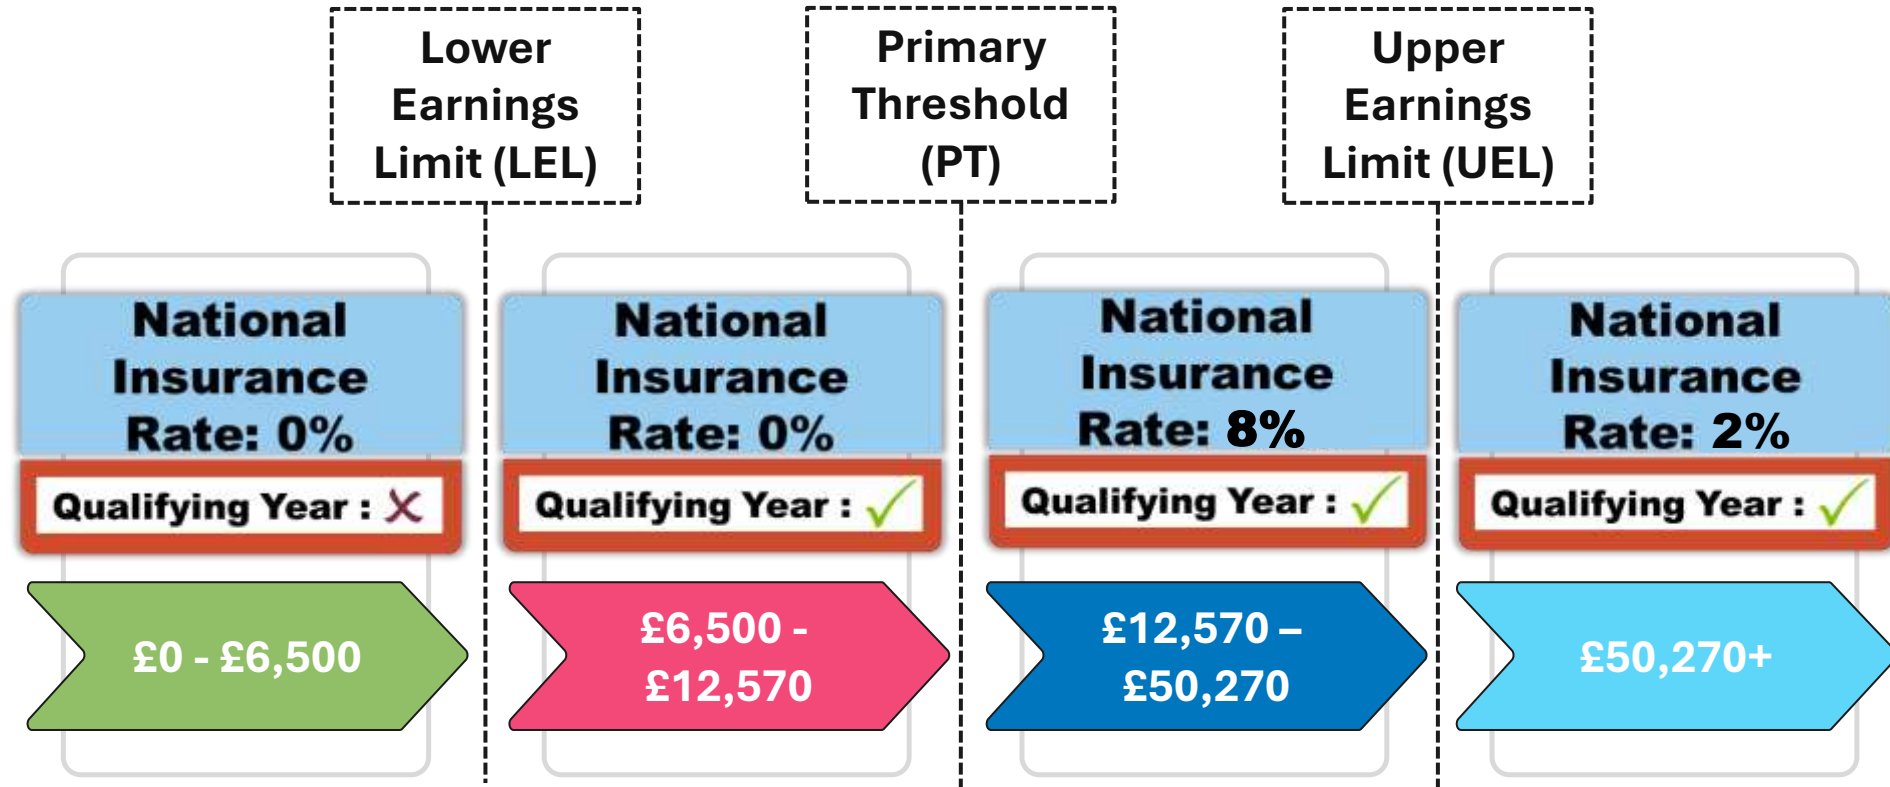 Lower
Earnings
Limit (LEL)
Primary
Threshold
(PT)
Upper
Earnings
Limit (UEL)
National
Insurance
Rate: 0%
Qualifying Year : ✗
£0 - £6,500
National
Insurance
Rate: 0%
Qualifying Year : ✓
£6,500 -
£12,570
National
Insurance
Rate: 8%
Qualifying Year : ✓
£12,570 –
£50,270
National
Insurance
Rate: 2%
Qualifying Year : ✓
£50,270+